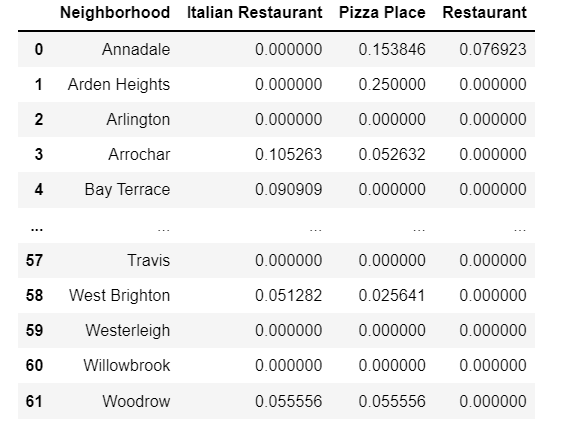 Neighborhood Italian Restaurant Pizza Place Restaurant
0 Annadale 0.000000 0.153846 0.076923
1 Arden Heights 0.000000 0.250000 0.000000
2 Arlington 0.000000 0.000000 0.000000
3 Arrochar 0.105263 0.052632 0.000000
4 Bay Terrace 0.090909 0.000000 0.000000
... ... ... ... ...
57 Travis 0.000000 0.000000 0.000000
58 West Brighton 0.051282 0.025641 0.000000
59 Westerleigh 0.000000 0.000000 0.000000
60 Willowbrook 0.000000 0.000000 0.000000
61 Woodrow 0.055556 0.055556 0.000000